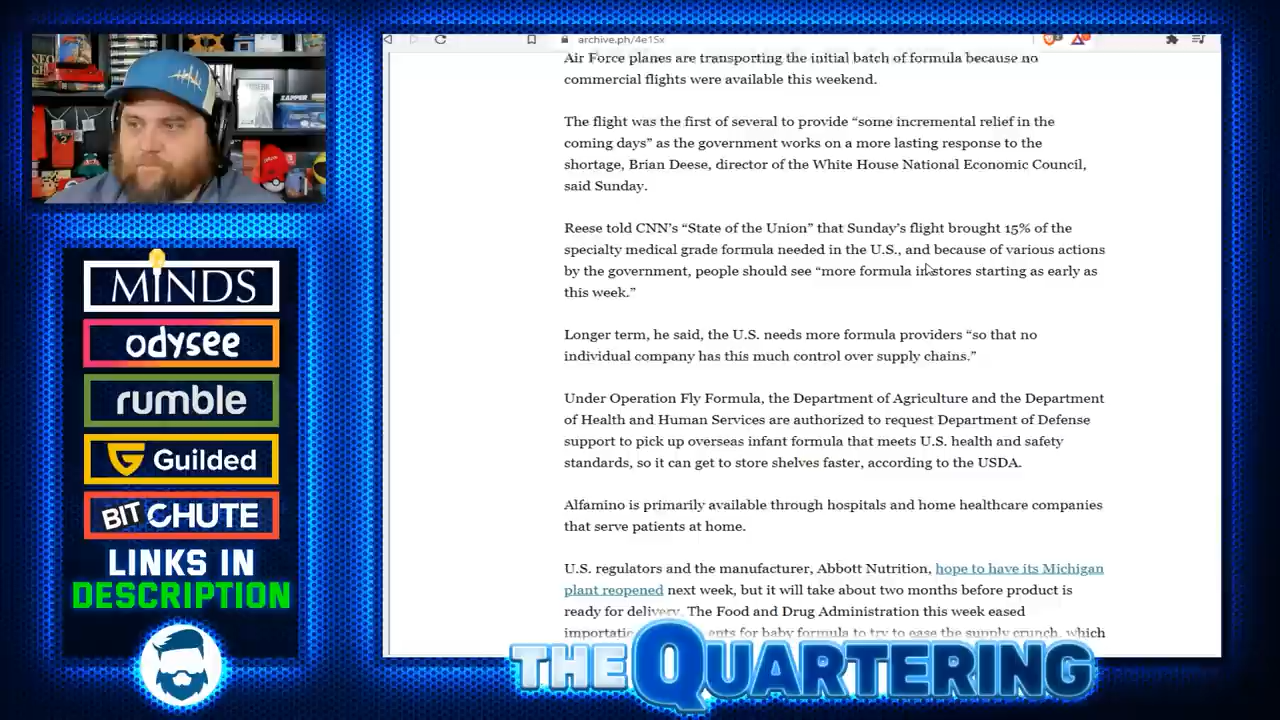 archive.ph/4e15x
Air Force planes are transporting the initial batch of formula because no
commercial flights were available this weekend.
The flight was the first of several to provide “some incremental relief in the
coming days” as the government works on a more lasting response to the
shortage, Brian Deese, director of the White House National Economic Council,
said Sunday.
Reese told CNN’s “State of the Union” that Sunday’s flight brought 15% of the
specialty medical grade formula needed in the U.S., and because of various actions
by the government, people should see “more formula in stores starting as early as
this week.”
Longer term, he said, the U.S. needs more formula providers “so that no
individual company has this much control over supply chains.”
Under Operation Fly Formula, the Department of Agriculture and the Department
of Health and Human Services are authorized to request Department of Defense
support to pick up overseas infant formula that meets U.S. health and safety
standards, so it can get to store shelves faster, according to the USDA.
Alfamino is primarily available through hospitals and home healthcare companies
that serve patients at home.
U.S. regulators and the manufacturer, Abbott Nutrition, hope to have its Michigan
plant reopened next week, but it will take about two months before product is
ready for delivery. The Food and Drug Administration this week eased
for baby formula to try to ease the supply crunch, which
ZAPPER
MINDS
odysee
rumble
Guilded
BITCHUTE
LINKS IN
DESCRIPTION
THE QUARTERING